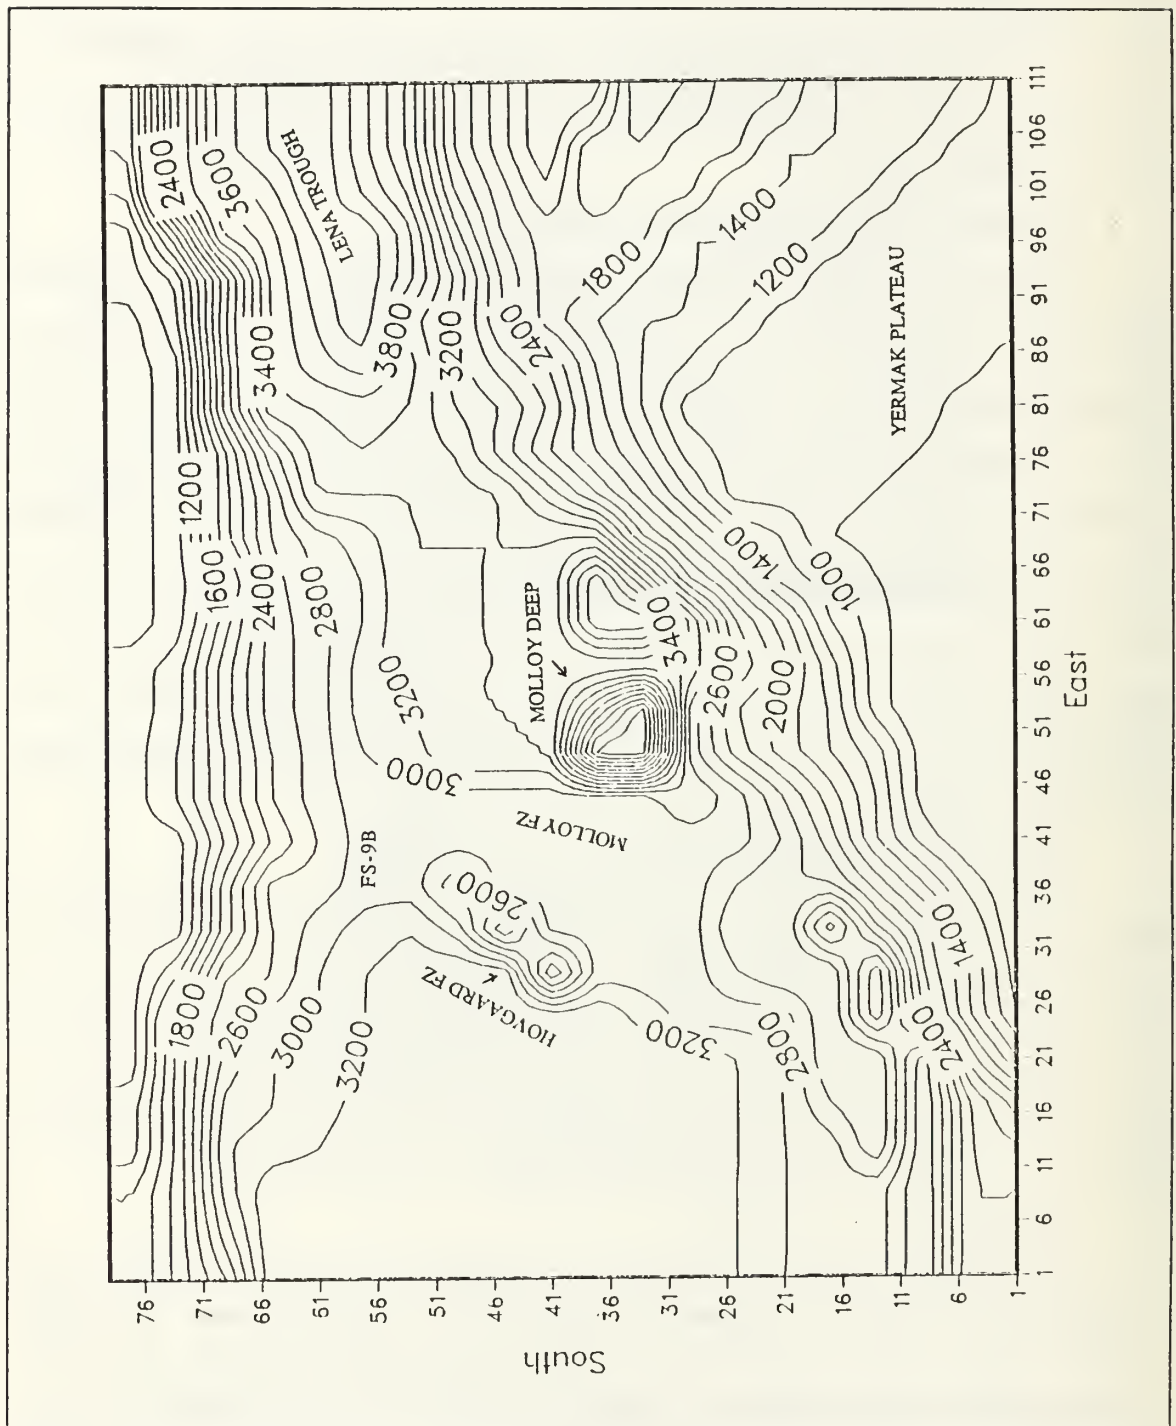 2400
3600
LENA TROUGH
3400
3800
3200
2400
1800
1400
1200
YERMAK PLATEAU
1200
1600
2400
2800
3200
3000
MOLLOY DEEP
3400
2600
2000
1400
1000
MOLLOY FZ
FS-9B
2600
HOVGAARD FZ
1800
2600
3000
3200
3200
2800
2400
1400
South
76 71 66 61 56 51 46 41 36 31 26 21 16 11 6 1
East
1 6 11 16 21 26 31 36 41 46 51 56 61 66 71 76 81 86 91 96 101 106 111